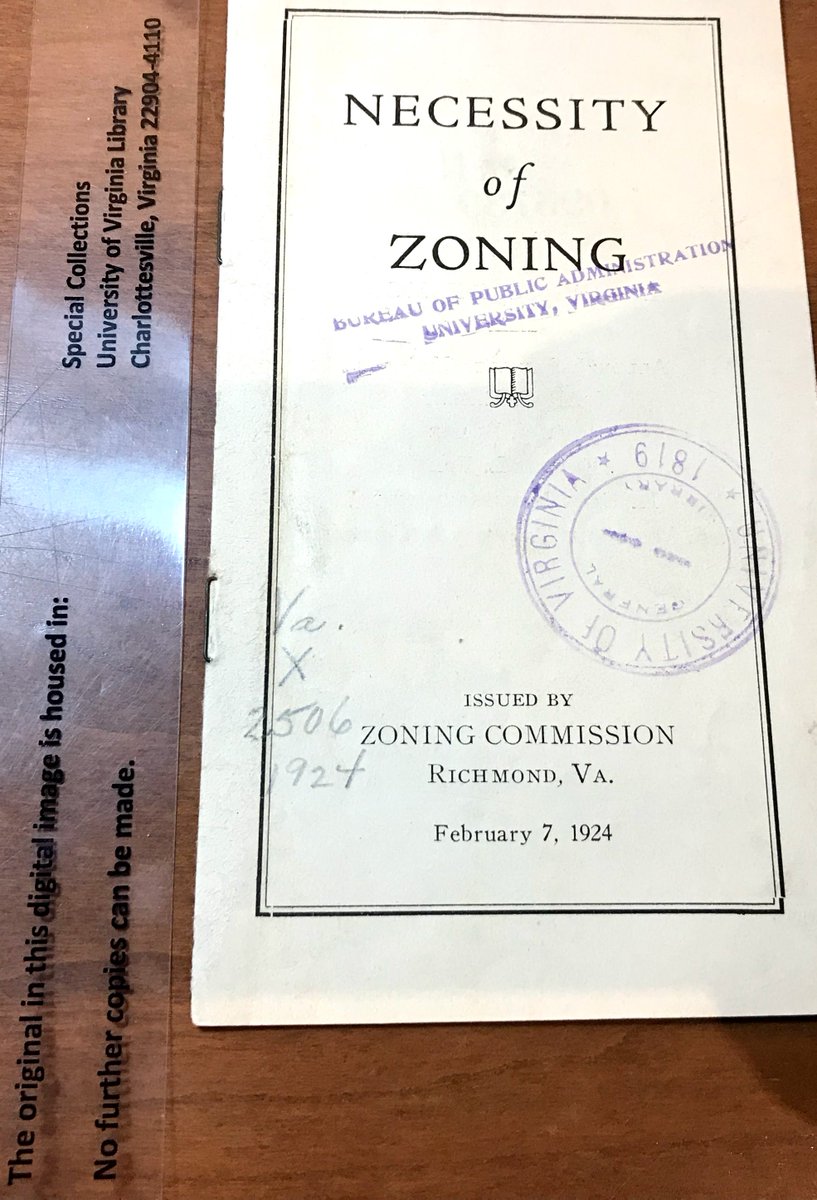 The original in this digital image is housed in:
Special Collections
University of Virginia Library
Charlottesville, Virginia 22904-4110
No further copies can be made.
NECESSITY
of
ZONING
BUREAU OF PUBLIC ADMINISTRATION
UNIVERSITY, VIRGINIA
UNIVERSITY OF VIRGINIA ★ 1819 ★
GENERAL LIBRARY
Va.
X
2506
1924
ISSUED BY
ZONING COMMISSION
RICHMOND, VA.
February 7, 1924